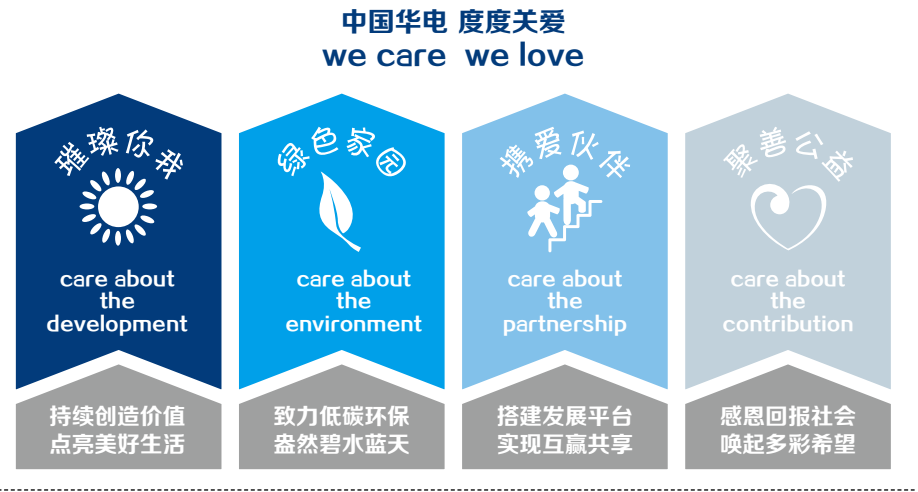 中国华电 度度关爱
we care we love
璀璨你我
care about
the
development
持续创造价值
点亮美好生活
绿色家园
care about
the
environment
致力低碳环保
盎然碧水蓝天
携爱伙伴
care about
the
partnership
搭建发展平台
实现互赢共享
聚善公益
care about
the
contribution
感恩回报社会
唤起多彩希望